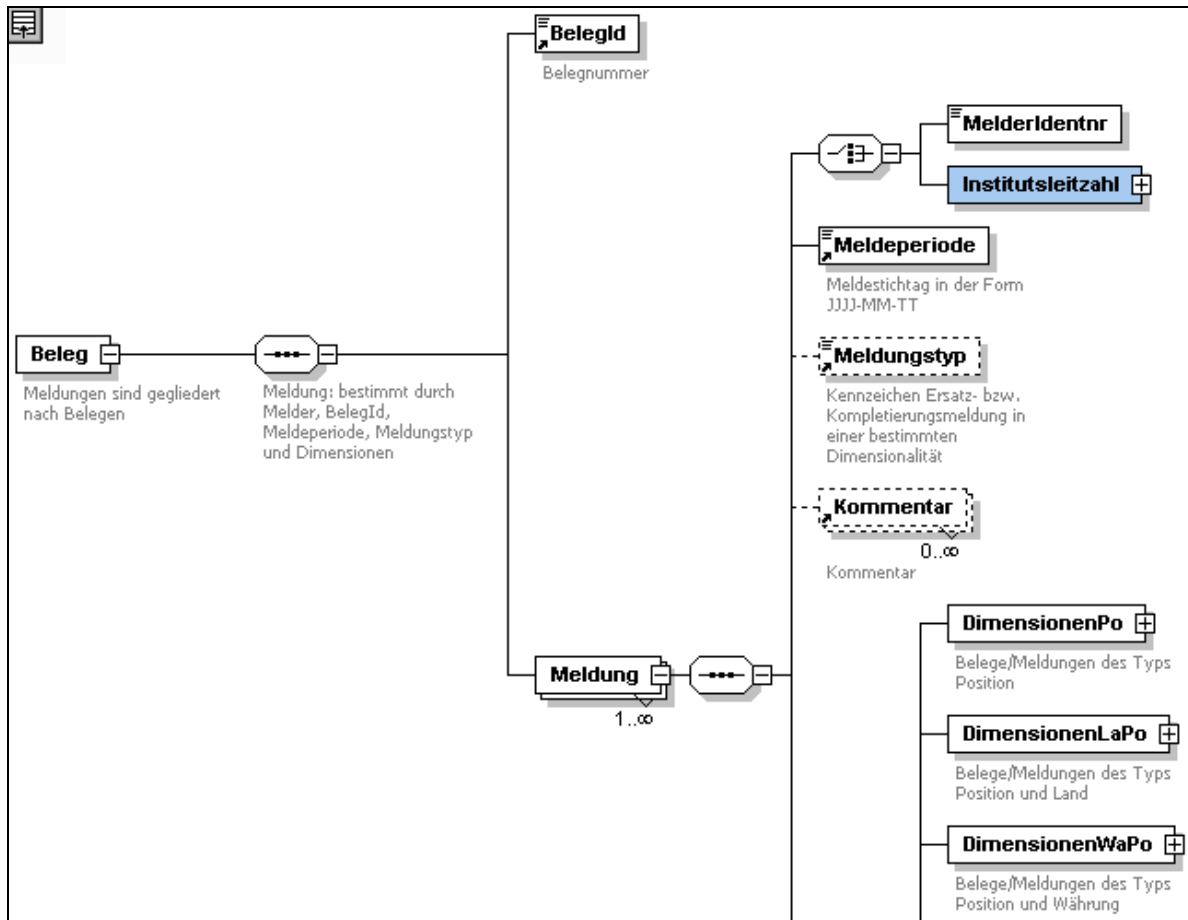 BelegId
Belegnummer
MelderIdentnr
Institutsleitzahl
Meldeperiode
Meldestichtag in der Form
JJJJ-MM-TT
Beleg
Meldungen sind gegliedert
nach Belegen
Meldung: bestimmt durch
Melder, BelegId,
Meldeperiode, Meldungstyp
und Dimensionen
Meldungstyp
Kennzeichen Ersatz- bzw.
Kompletierungsmeldung in
einer bestimmten
Dimensionalität
Kommentar
0..∞
Kommentar
Meldung
1..∞
DimensionenPo
Belege/Meldungen des Typs
Position
DimensionenLaPo
Belege/Meldungen des Typs
Position und Land
DimensionenWaPo
Belege/Meldungen des Typs
Position und Währung